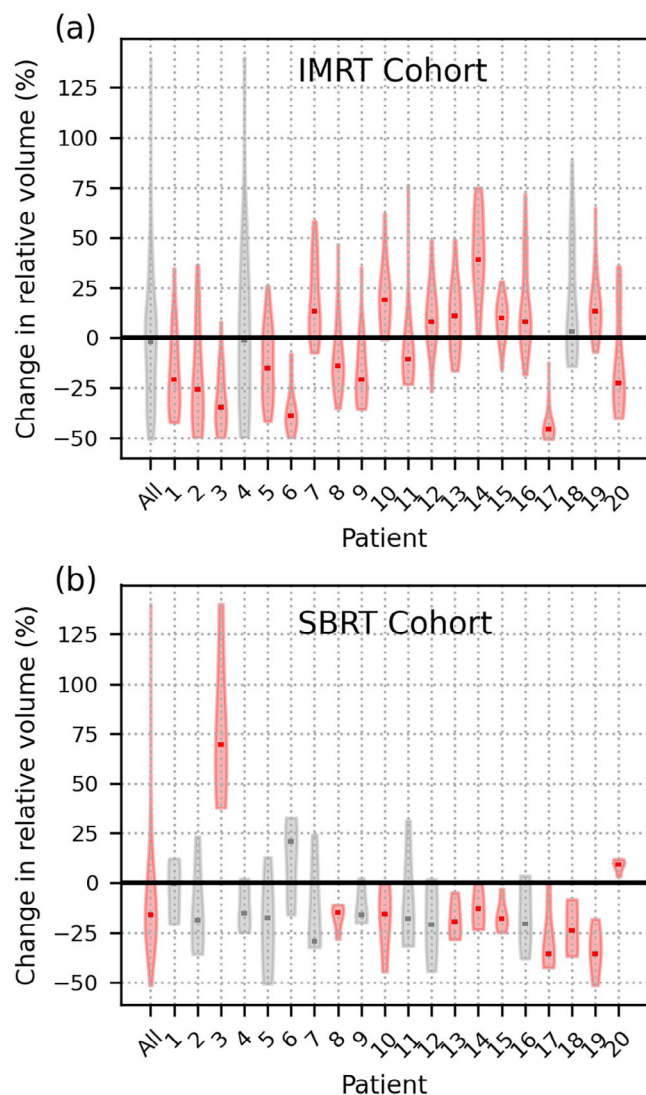 (a)
IMRT Cohort
Change in relative volume (%)
125
100
75
50
25
0
−25
−50
All 1 2 3 4 5 6 7 8 9 10 11 12 13 14 15 16 17 18 19 20
Patient
(b)
SBRT Cohort
Change in relative volume (%)
125
100
75
50
25
0
−25
−50
All 1 2 3 4 5 6 7 8 9 10 11 12 13 14 15 16 17 18 19 20
Patient